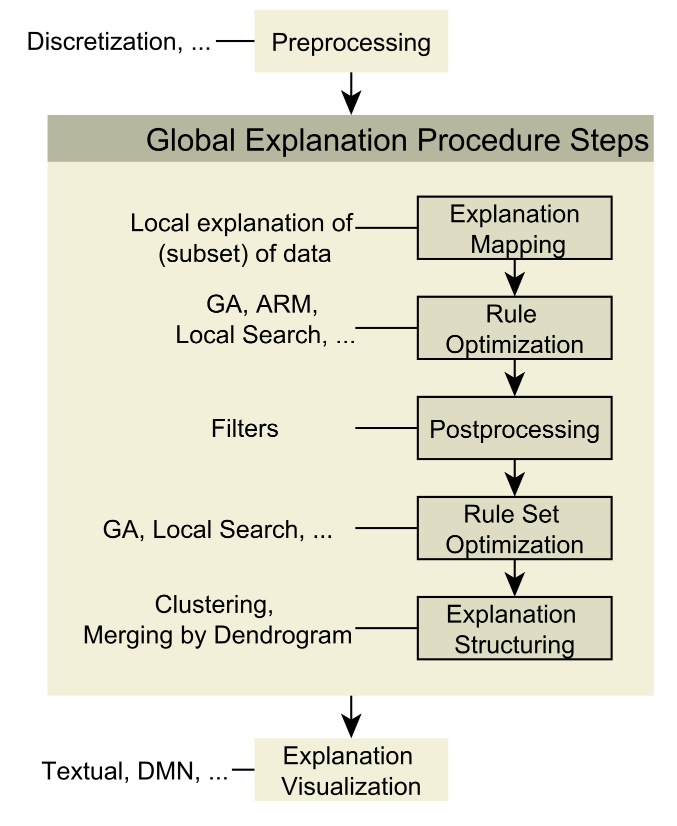 Discretization, ...
Preprocessing
Global Explanation Procedure Steps
Local explanation of
(subset) of data
Explanation
Mapping
GA, ARM,
Local Search, ...
Rule
Optimization
Filters
Postprocessing
GA, Local Search, ...
Rule Set
Optimization
Clustering,
Merging by Dendrogram
Explanation
Structuring
Textual, DMN, ...
Explanation
Visualization